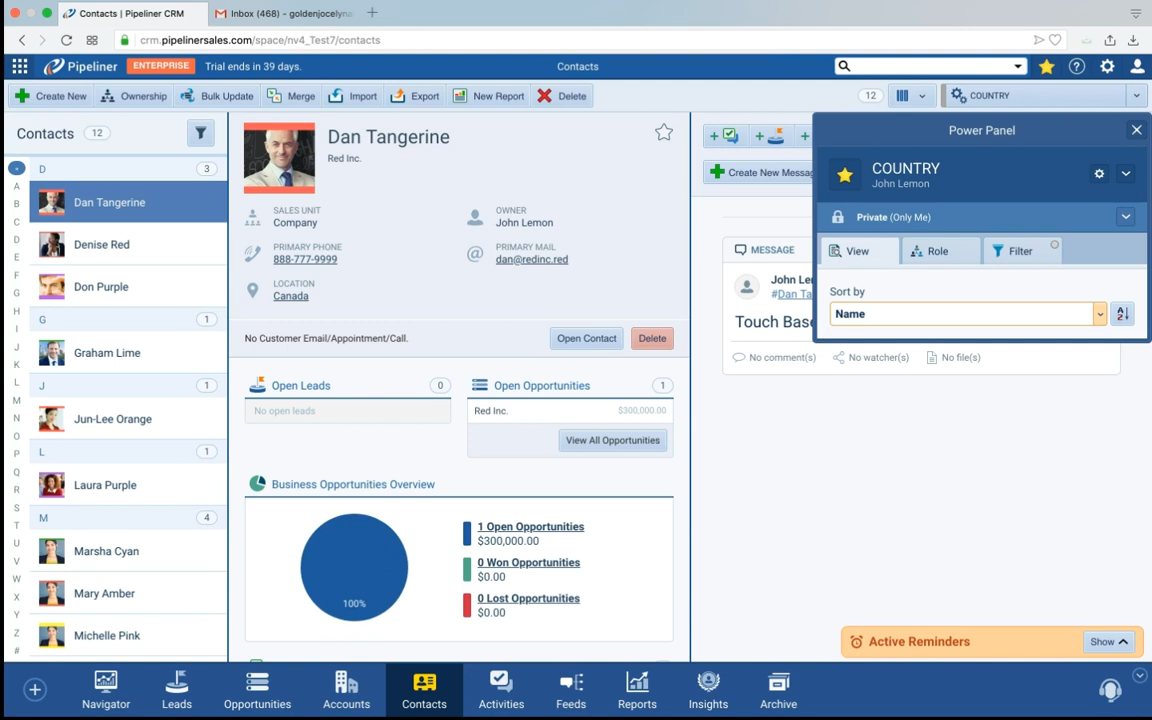 Contacts | Pipeliner CRM
Inbox (468) - goldenjocelyna
crm.pipelinersales.com/space/nv4_Test7/contacts
Pipeliner
ENTERPRISE
Trial ends in 39 days.
Contacts
Create New
Ownership
Bulk Update
Merge
Import
Export
New Report
Delete
12
COUNTRY
Contacts
12
A
B
C
D
E
F
G
H
I
J
K
L
M
N
O
P
Q
R
S
T
U
V
W
X
Y
Z
#
D
3
Dan Tangerine
Denise Red
Don Purple
G
1
Graham Lime
J
1
Jun-Lee Orange
L
1
Laura Purple
M
4
Marsha Cyan
Mary Amber
Michelle Pink
Dan Tangerine
Red Inc.
SALES UNIT
Company
OWNER
John Lemon
PRIMARY PHONE
888-777-9999
PRIMARY MAIL
dan@redinc.red
LOCATION
Canada
No Customer Email/Appointment/Call.
Open Contact
Delete
Open Leads
0
No open leads
Open Opportunities
1
Red Inc.
$300,000.00
View All Opportunities
Business Opportunities Overview
100%
1 Open Opportunities
$300,000.00
0 Won Opportunities
$0.00
0 Lost Opportunities
$0.00
Create New Messag
MESSAGE
John Le
#Dan Ta
Touch Base
No comment(s)
No watcher(s)
No file(s)
Power Panel
COUNTRY
John Lemon
Private (Only Me)
View
Role
Filter
Sort by
Name
Active Reminders
Show
Navigator
Leads
Opportunities
Accounts
Contacts
Activities
Feeds
Reports
Insights
Archive